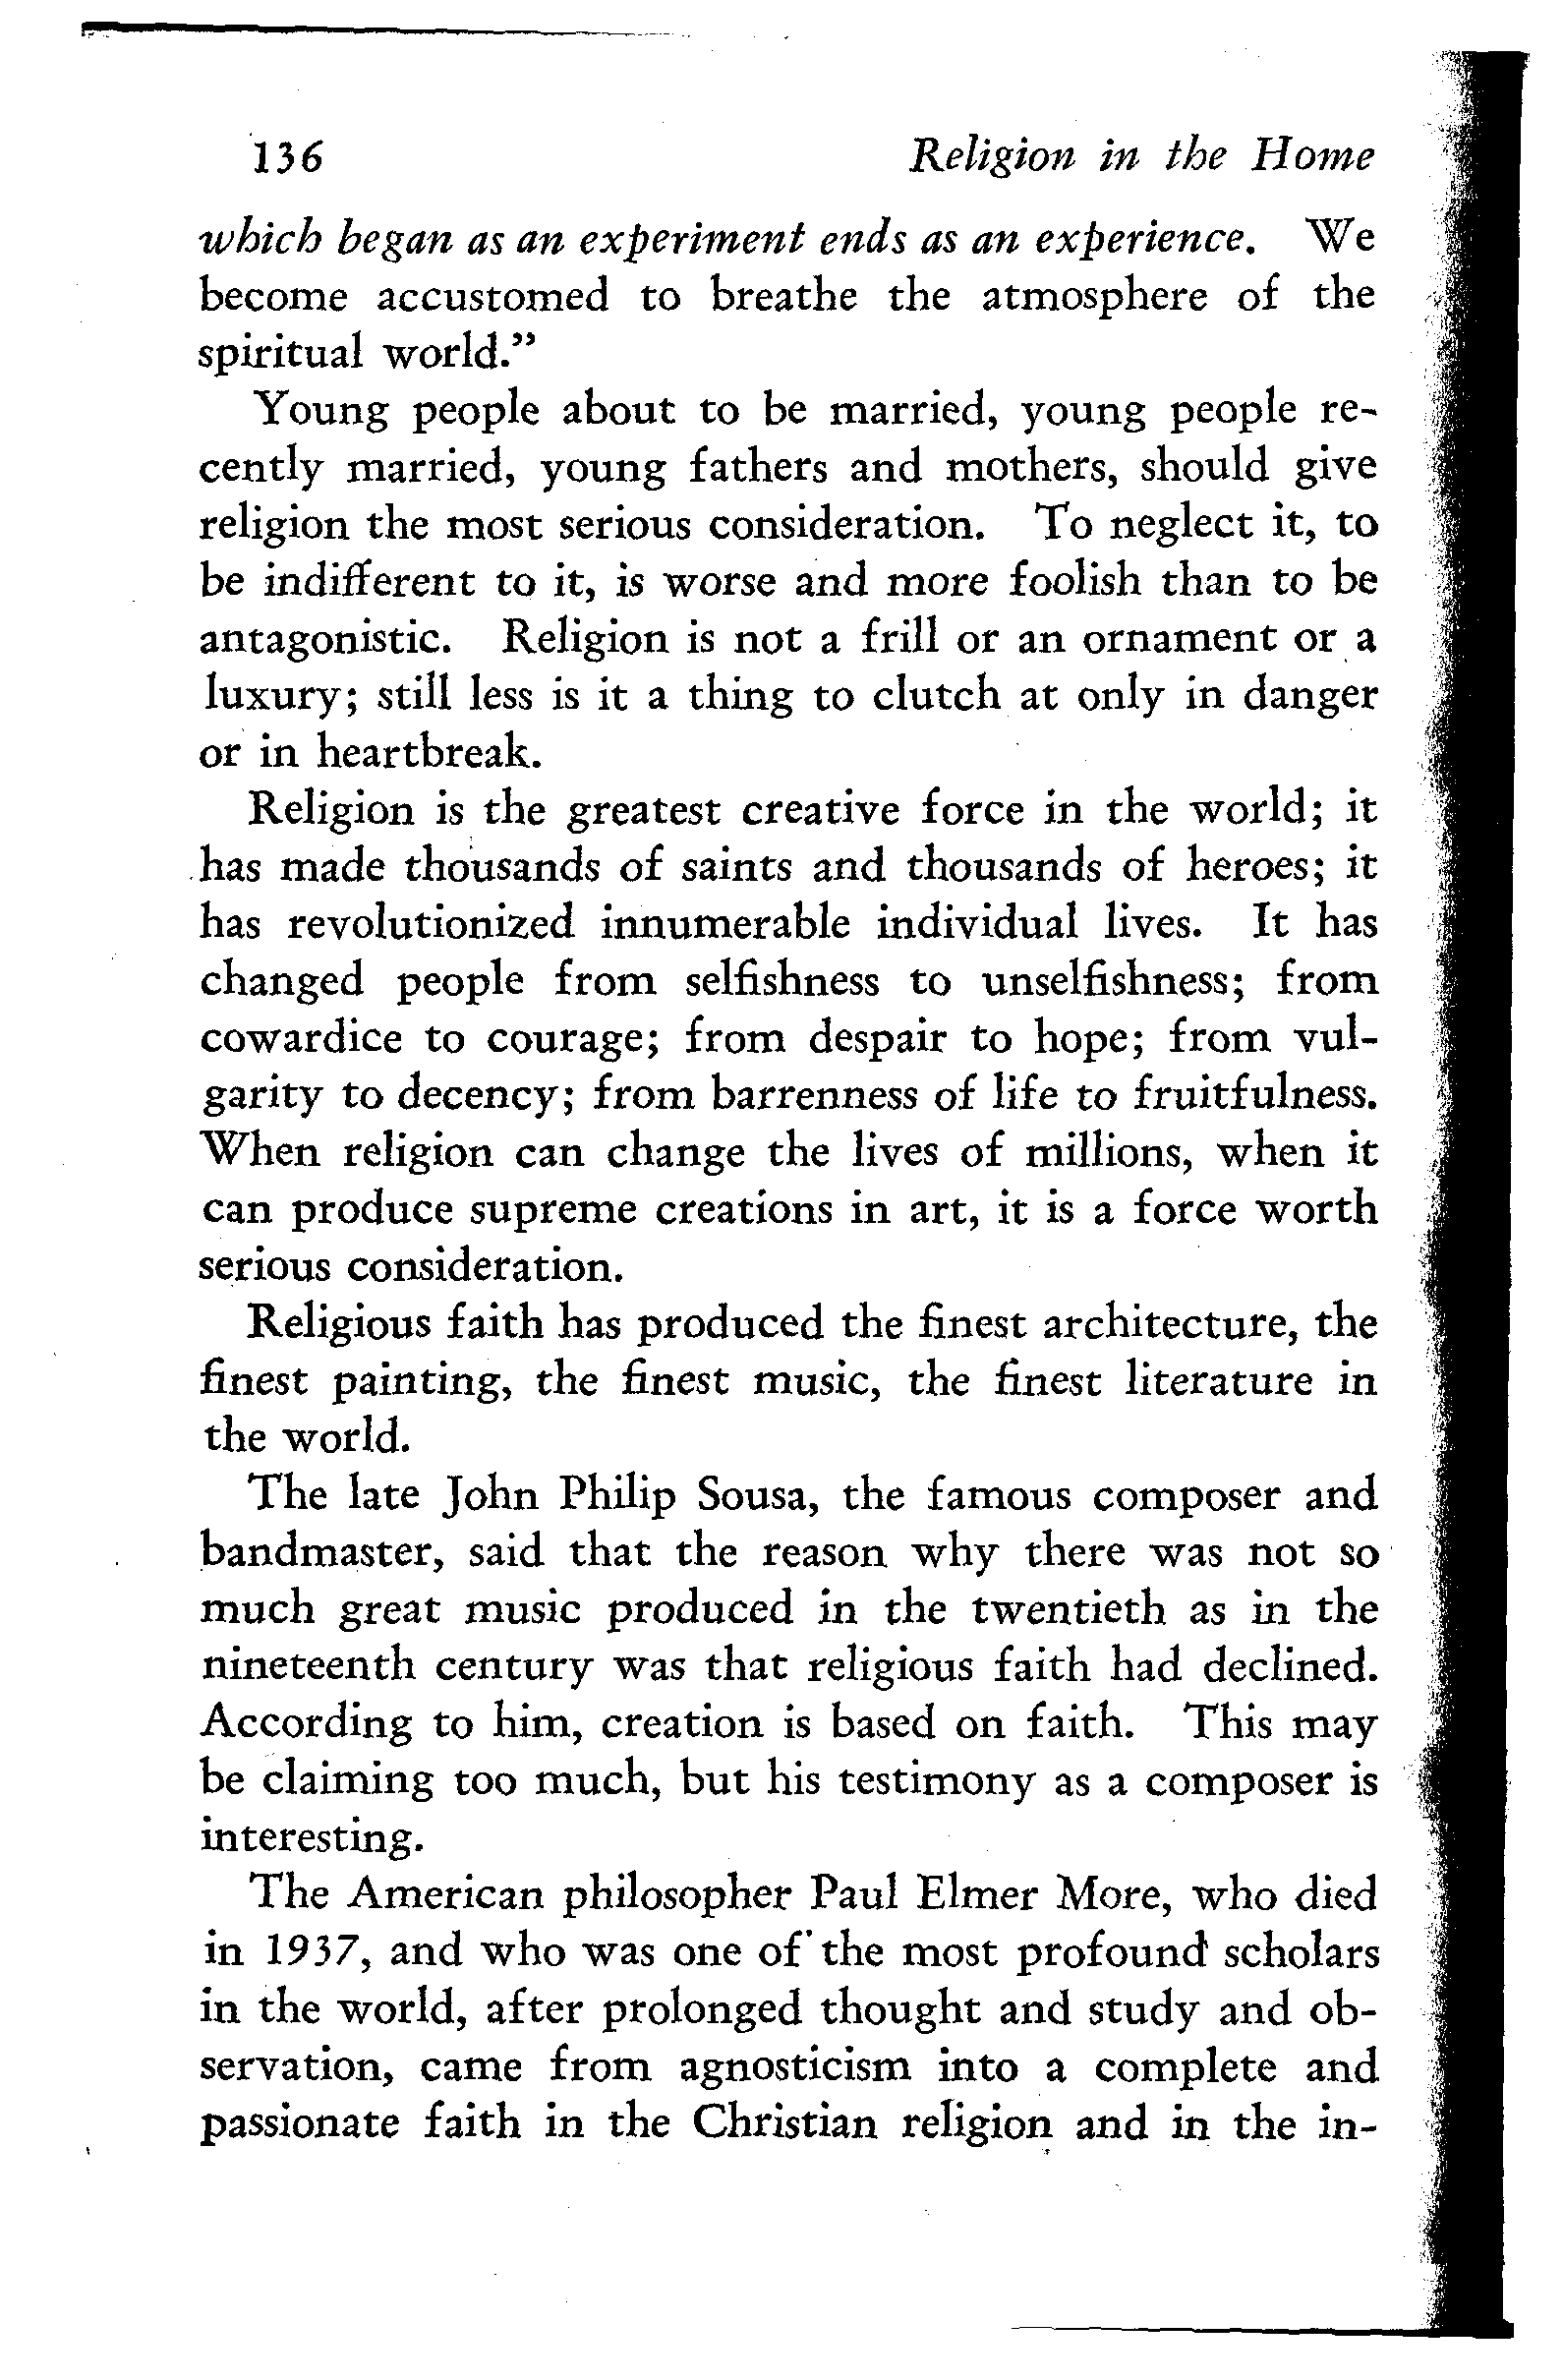 136 Religion in the Home
which began as an experiment ends as an experience. We
become accustomed to breathe the atmosphere of the
spiritual world.”
Young people about to be married, young people re-
cently married, young fathers and mothers, should give
religion the most serious consideration. To neglect it, to
be indifferent to it, is worse and more foolish than to be
antagonistic. Religion is not a frill or an ornament or a
luxury; still less is it a thing to clutch at only in danger
or in heartbreak.
Religion is the greatest creative force in the world; it
has made thousands of saints and thousands of heroes; it
has revolutionized innumerable individual lives. It has
changed people from selfishness to unselfishness; from
cowardice to courage; from despair to hope; from vul-
garity to decency; from barrenness of life to fruitfulness.
When religion can change the lives of millions, when it
can produce supreme creations in art, it is a force worth
serious consideration.
Religious faith has produced the finest architecture, the
finest painting, the finest music, the finest literature in
the world.
The late John Philip Sousa, the famous composer and
bandmaster, said that the reason why there was not so
much great music produced in the twentieth as in the
nineteenth century was that religious faith had declined.
According to him, creation is based on faith. This may
be claiming too much, but his testimony as a composer is
interesting.
The American philosopher Paul Elmer More, who died
in 1937, and who was one of the most profound scholars
in the world, after prolonged thought and study and ob-
servation, came from agnosticism into a complete and
passionate faith in the Christian religion and in the in-